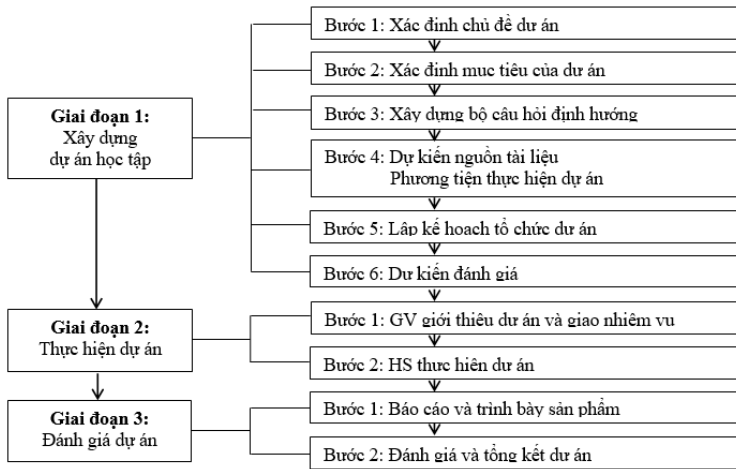 Giai đoạn 1:
Xây dựng
dự án học tập
Bước 1: Xác định chủ đề dự án
Bước 2: Xác định mục tiêu của dự án
Bước 3: Xây dựng bộ câu hỏi định hướng
Bước 4: Dự kiến nguồn tài liệu
Phương tiện thực hiện dự án
Bước 5: Lập kế hoạch tổ chức dự án
Bước 6: Dự kiến đánh giá
Giai đoạn 2:
Thực hiện dự án
Bước 1: GV giới thiệu dự án và giao nhiệm vụ
Bước 2: HS thực hiện dự án
Giai đoạn 3:
Đánh giá dự án
Bước 1: Báo cáo và trình bày sản phẩm
Bước 2: Đánh giá và tổng kết dự án